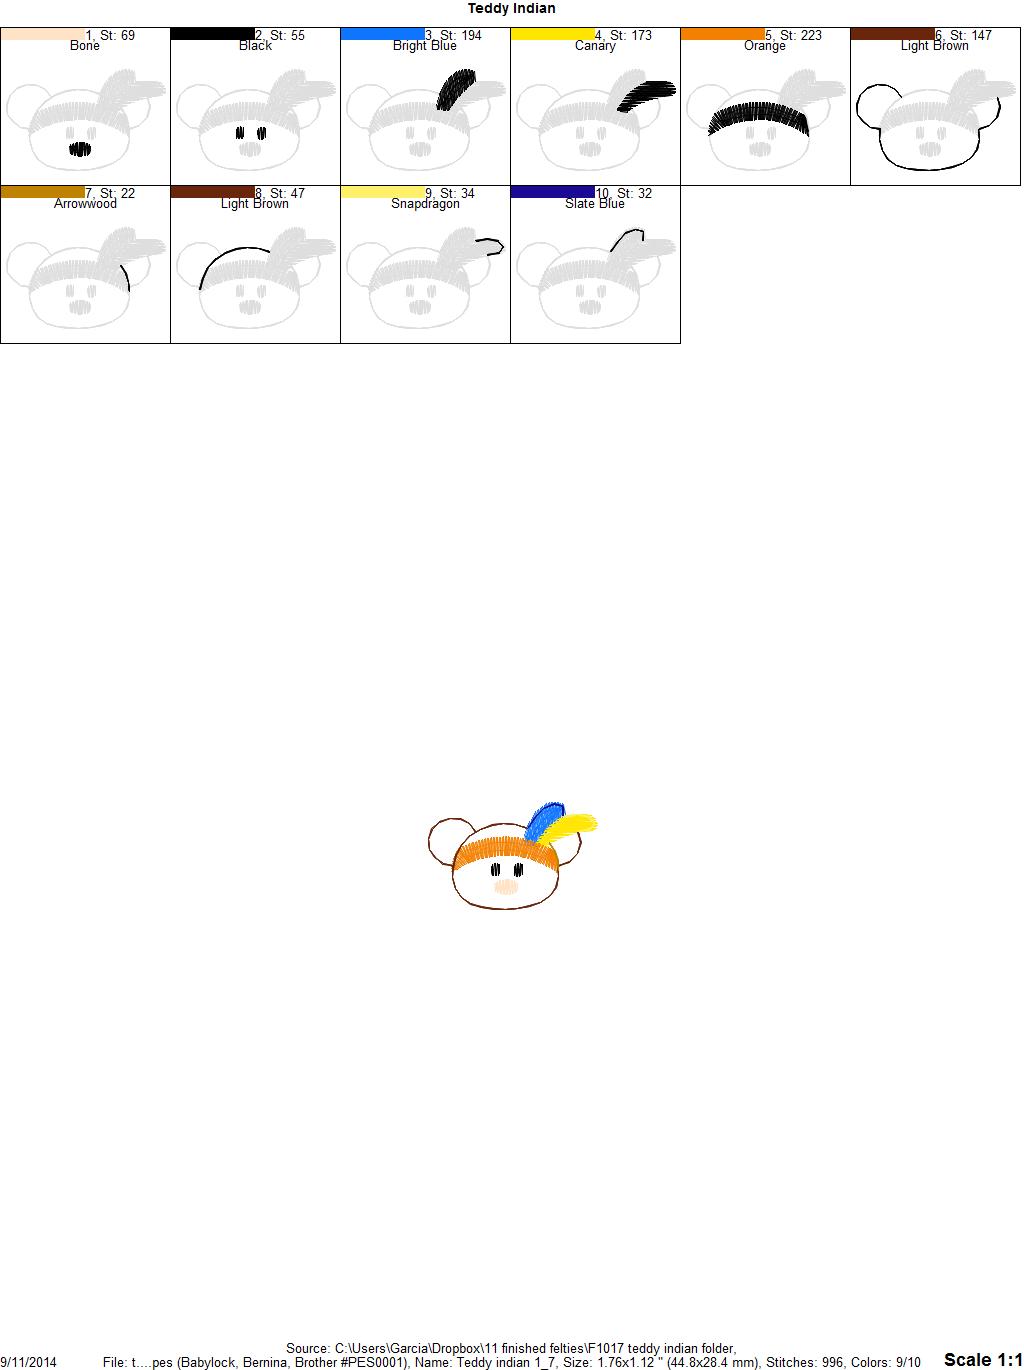 Teddy Indian
1, St: 69
Bone
2, St: 55
Black
3, St: 194
Bright Blue
4, St: 173
Canary
5, St: 223
Orange
6, St: 147
Light Brown
7, St: 22
Arrowwood
8, St: 47
Light Brown
9, St: 34
Snapdragon
10, St: 32
Slate Blue
Source: C:\Users\Garcia\Dropbox\11 finished felties\F1017 teddy indian folder,
9/11/2014 File: t....pes (Babylock, Bernina, Brother #PES0001), Name: Teddy indian 1_7, Size: 1.76x1.12 " (44.8x28.4 mm), Stitches: 996, Colors: 9/10 Scale 1:1